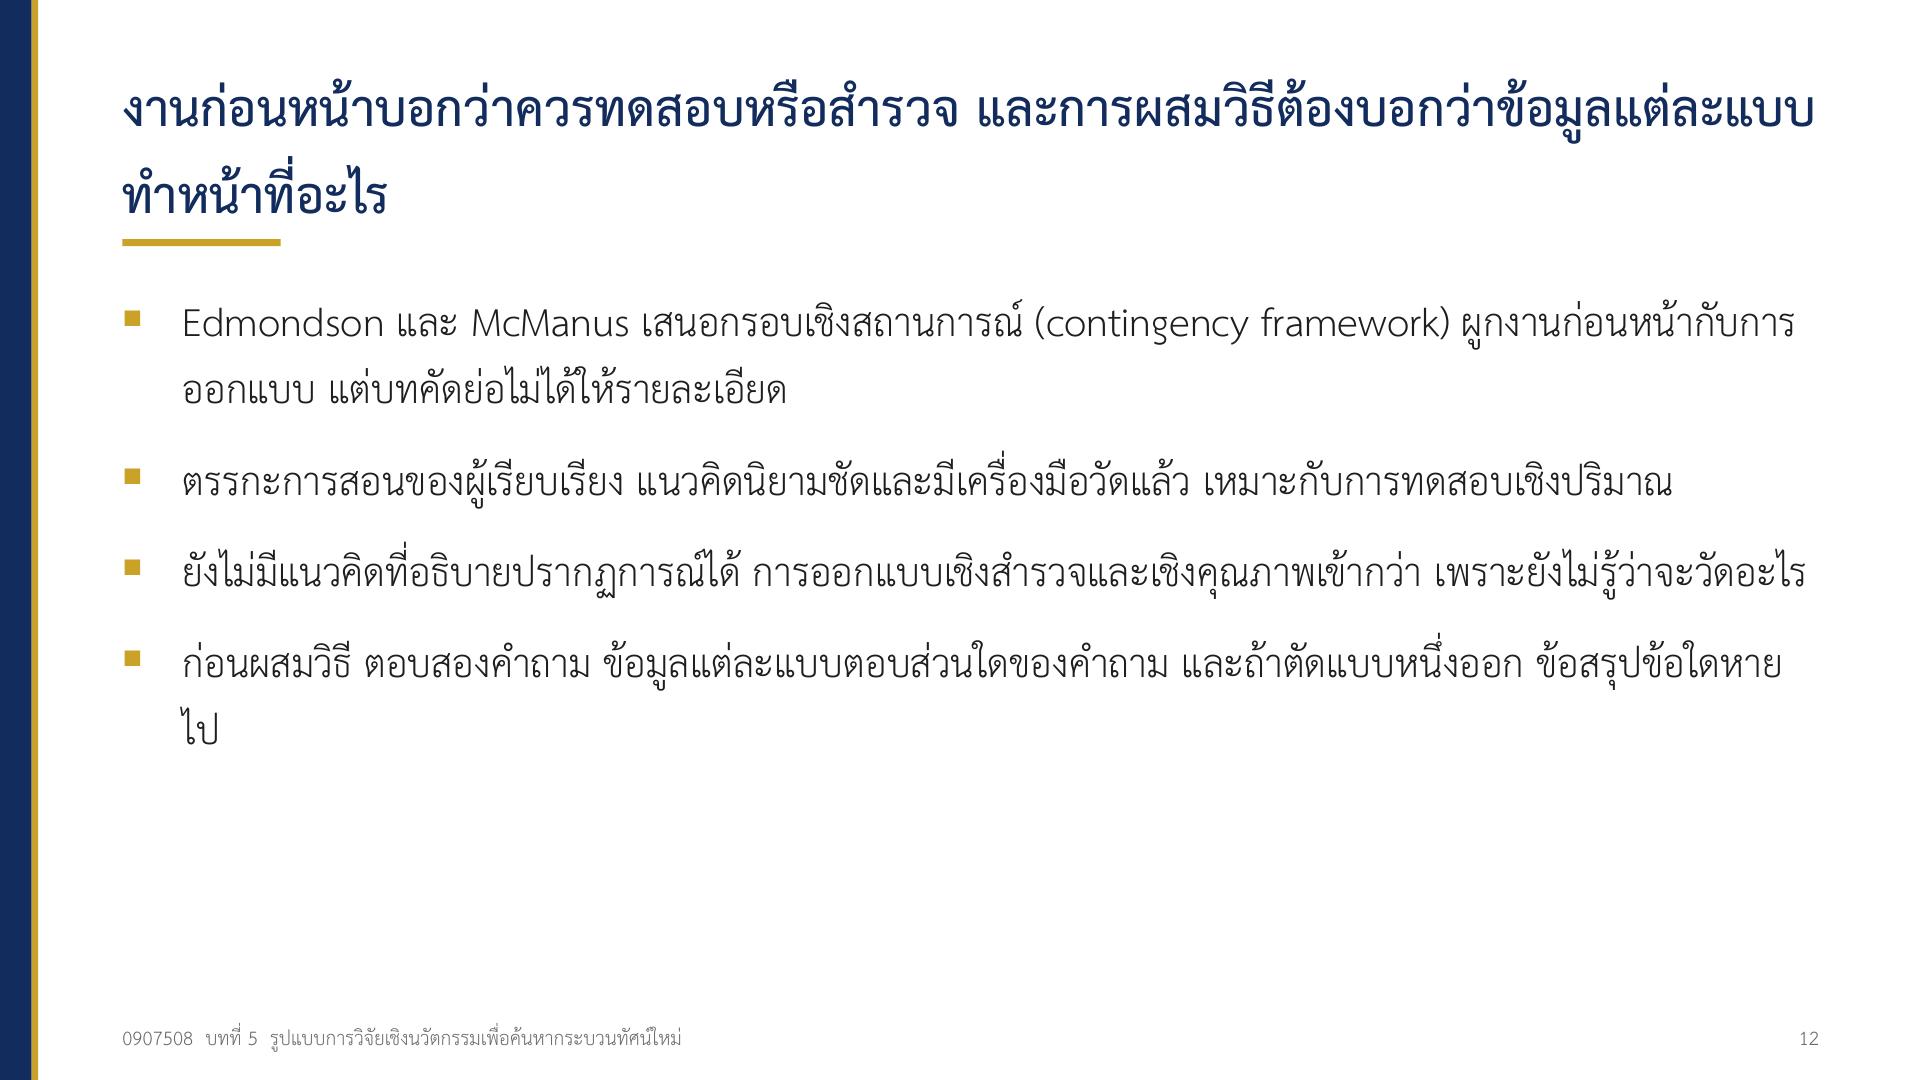 งานก่อนหน้าบอกว่าควรทดสอบหรือสำรวจ และการผสมวิธีต้องบอกว่าข้อมูลแต่ละแบบ
ทำหน้าที่อะไร
Edmondson และ McManus เสนอกรอบเชิงสถานการณ์ (contingency framework) ผูกงานก่อนหน้ากับการ
ออกแบบ แต่บทคัดย่อไม่ได้ให้รายละเอียด
ตรรกะการสอนของผู้เรียบเรียง แนวคิดนิยามชัดและมีเครื่องมือวัดแล้ว เหมาะกับการทดสอบเชิงปริมาณ
ยังไม่มีแนวคิดที่อธิบายปรากฏการณ์ได้ การออกแบบเชิงสำรวจและเชิงคุณภาพเข้ากว่า เพราะยังไม่รู้ว่าจะวัดอะไร
ก่อนผสมวิธี ตอบสองคำถาม ข้อมูลแต่ละแบบตอบส่วนใดของคำถาม และถ้าตัดแบบหนึ่งออก ข้อสรุปข้อใดหาย
ไป
0907508 บทที่ 5 รูปแบบการวิจัยเชิงนวัตกรรมเพื่อค้นหากระบวนทัศน์ใหม่
12